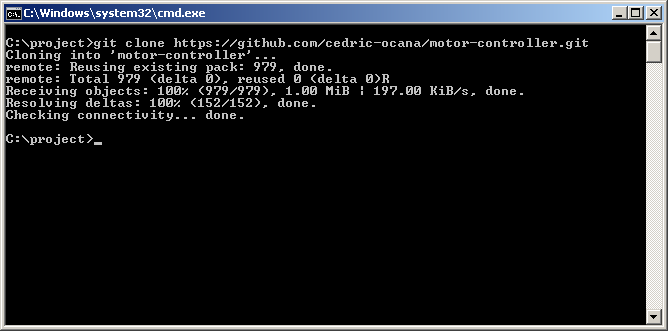 C:\Windows\system32\cmd.exe
C:\project>git clone https://github.com/cedric-ocana/motor-controller.git
Cloning into 'motor-controller'...
remote: Reusing existing pack: 979, done.
remote: Total 979 (delta 0), reused 0 (delta 0)R
Receiving objects: 100% (979/979), 1.00 MiB ¦ 197.00 KiB/s, done.
Resolving deltas: 100% (152/152), done.
Checking connectivity... done.
C:\project>_